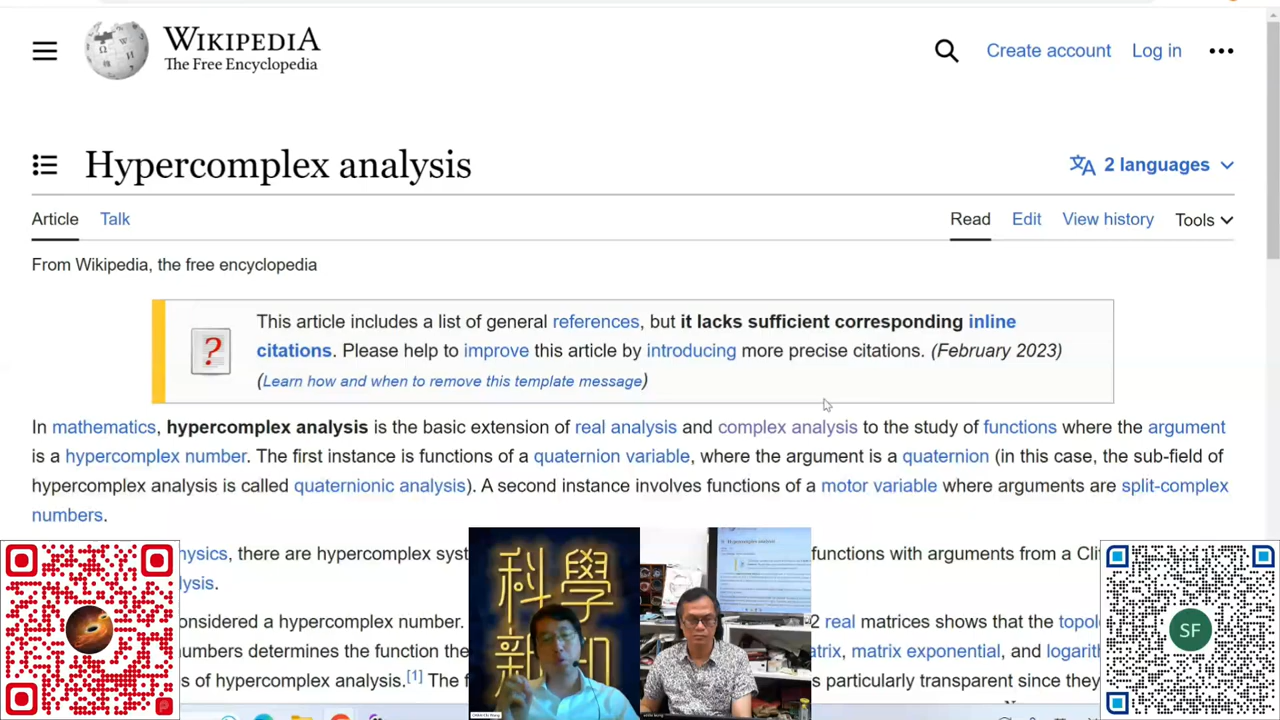 WIKIPEDIA
The Free Encyclopedia
Create account Log in
Hypercomplex analysis
2 languages
Article Talk Read Edit View history Tools
From Wikipedia, the free encyclopedia
This article includes a list of general references, but it lacks sufficient corresponding inline
citations. Please help to improve this article by introducing more precise citations. (February 2023)
(Learn how and when to remove this template message)
In mathematics, hypercomplex analysis is the basic extension of real analysis and complex analysis to the study of functions where the argument
is a hypercomplex number. The first instance is functions of a quaternion variable, where the argument is a quaternion (in this case, the sub-field of
hypercomplex analysis is called quaternionic analysis). A second instance involves functions of a motor variable where arguments are split-complex
numbers.
hysics, there are hypercomplex syst functions with arguments from a Cli
lysis.
onsidered a hypercomplex number. 2 real matrices shows that the topol
numbers determines the function the atrix, matrix exponential, and logarit
s of hypercomplex analysis.[1] The f s particularly transparent since they
科學
新知
SF